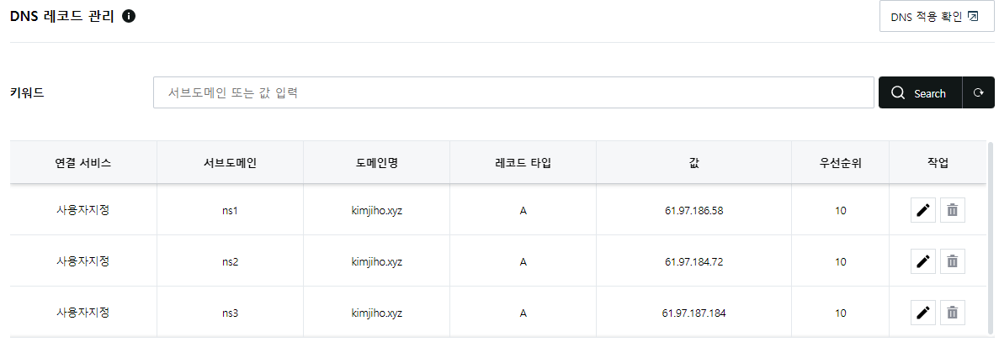 DNS 레코드 관리
DNS 적용 확인
키워드 서브도메인 또는 값 입력 Search
연결 서비스 서브도메인 도메인명 레코드 타입 값 우선순위 작업
사용자지정 ns1 kimjiho.xyz A 61.97.186.58 10
사용자지정 ns2 kimjiho.xyz A 61.97.184.72 10
사용자지정 ns3 kimjiho.xyz A 61.97.187.184 10